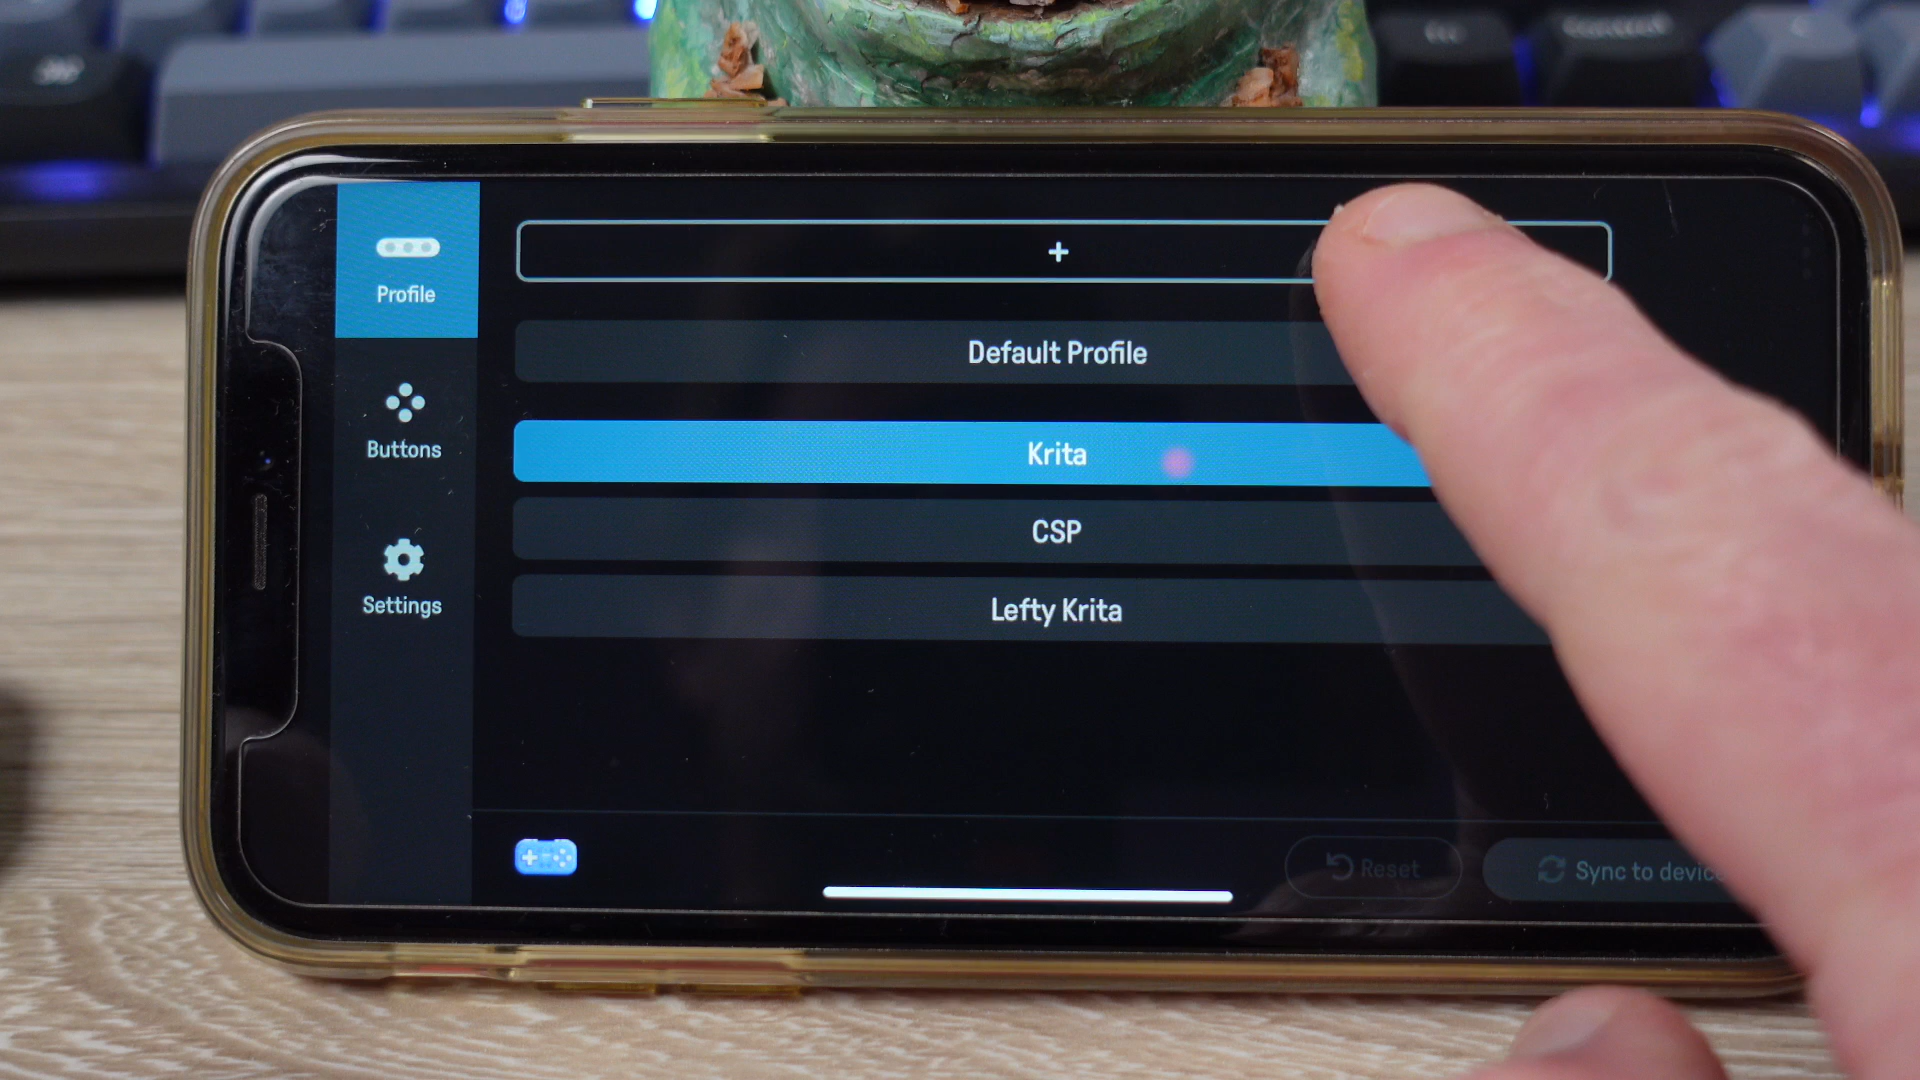 +
Profile
Default Profile
Buttons
Krita
CSP
Settings
Lefty Krita
Reset
Sync to device